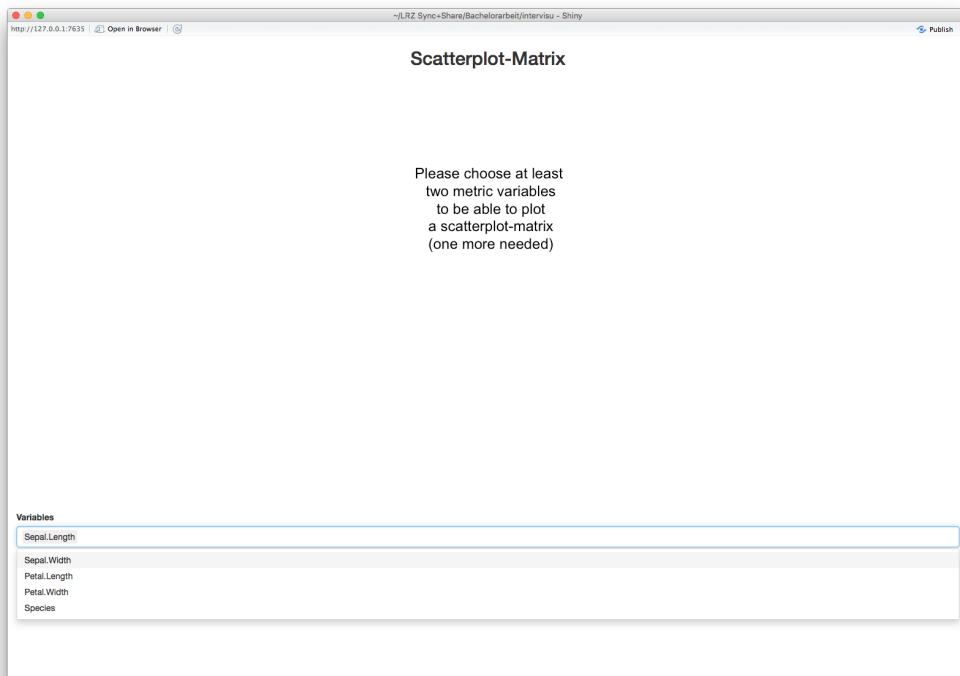 ~/LRZ Sync+Share/Bachelorarbeit/intervisu - Shiny
http://127.0.0.1:7635 Open in Browser Publish
Scatterplot-Matrix
Please choose at least
two metric variables
to be able to plot
a scatterplot-matrix
(one more needed)
Variables
Sepal.Length
Sepal.Width
Petal.Length
Petal.Width
Species